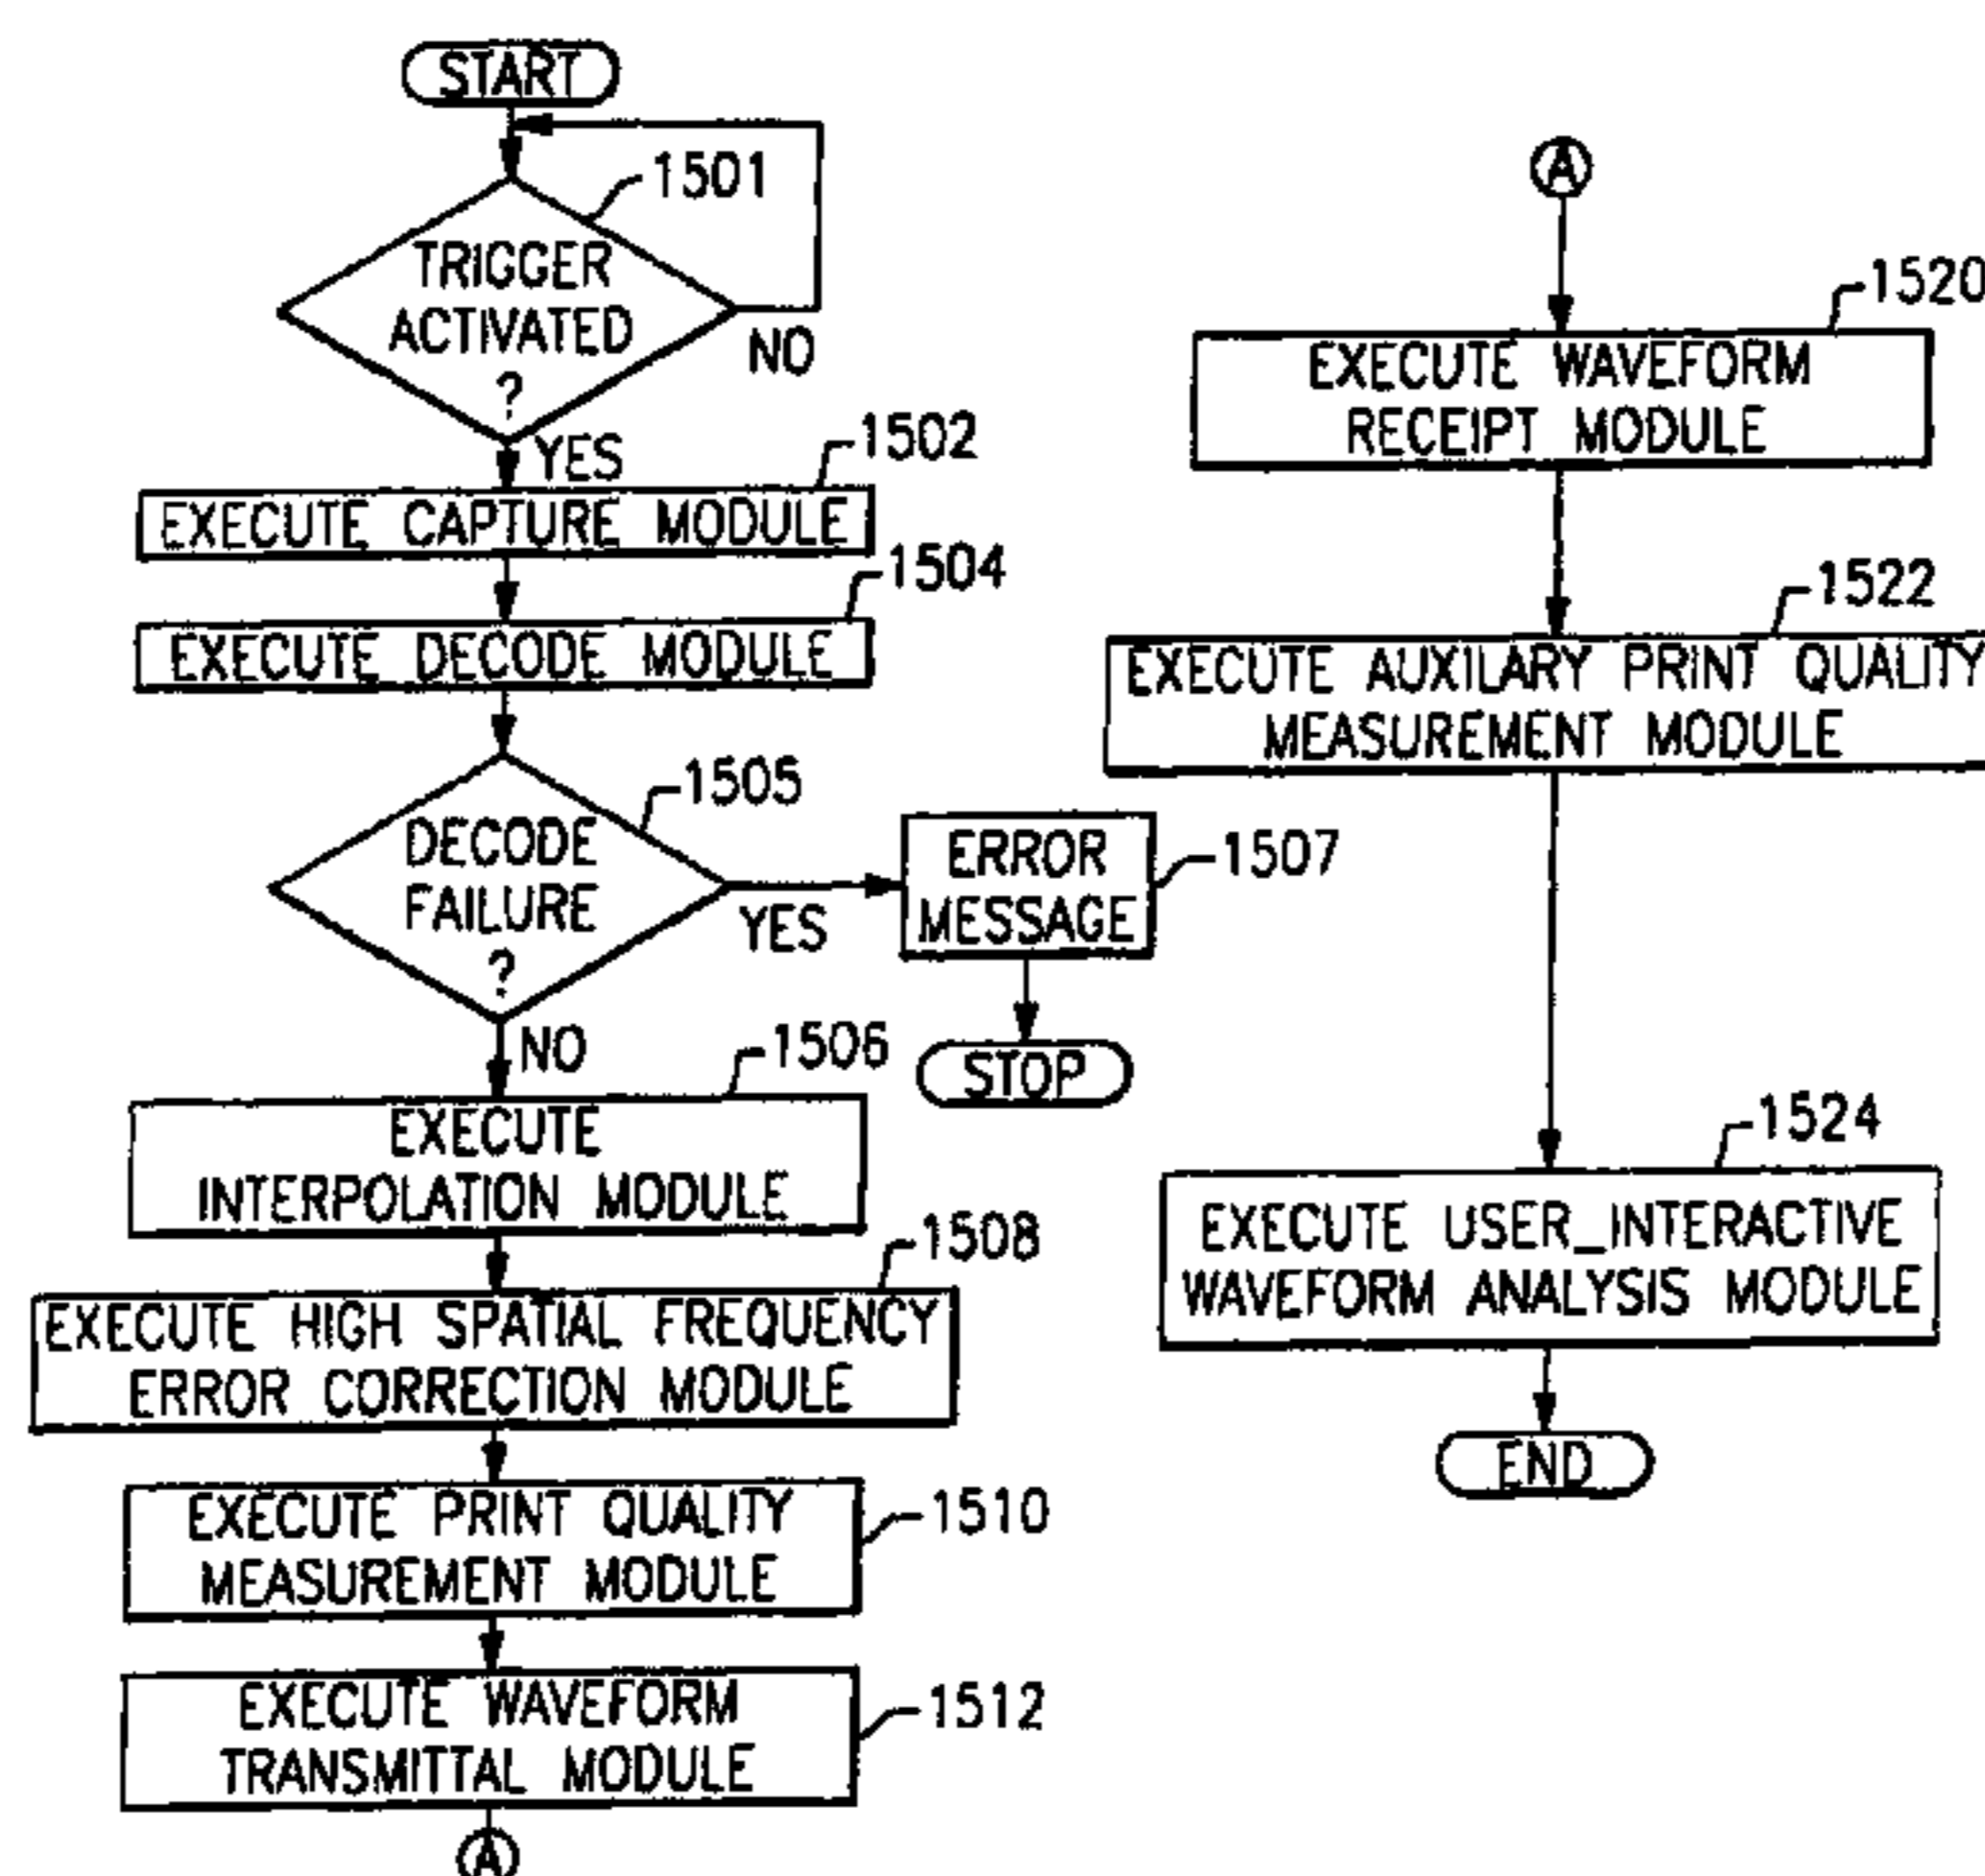 START
1501
TRIGGER
ACTIVATED
?
NO
YES
1502
EXECUTE CAPTURE MODULE
1504
EXECUTE DECODE MODULE
1505
DECODE
FAILURE
?
YES
ERROR
MESSAGE
1507
STOP
NO
1506
EXECUTE
INTERPOLATION MODULE
1508
EXECUTE HIGH SPATIAL FREQUENCY
ERROR CORRECTION MODULE
EXECUTE PRINT QUALITY
MEASUREMENT MODULE
1510
EXECUTE WAVEFORM
TRANSMITTAL MODULE
1512
A
A
1520
EXECUTE WAVEFORM
RECEIPT MODULE
1522
EXECUTE AUXILARY PRINT QUALITY
MEASUREMENT MODULE
1524
EXECUTE USER_INTERACTIVE
WAVEFORM ANALYSIS MODULE
END